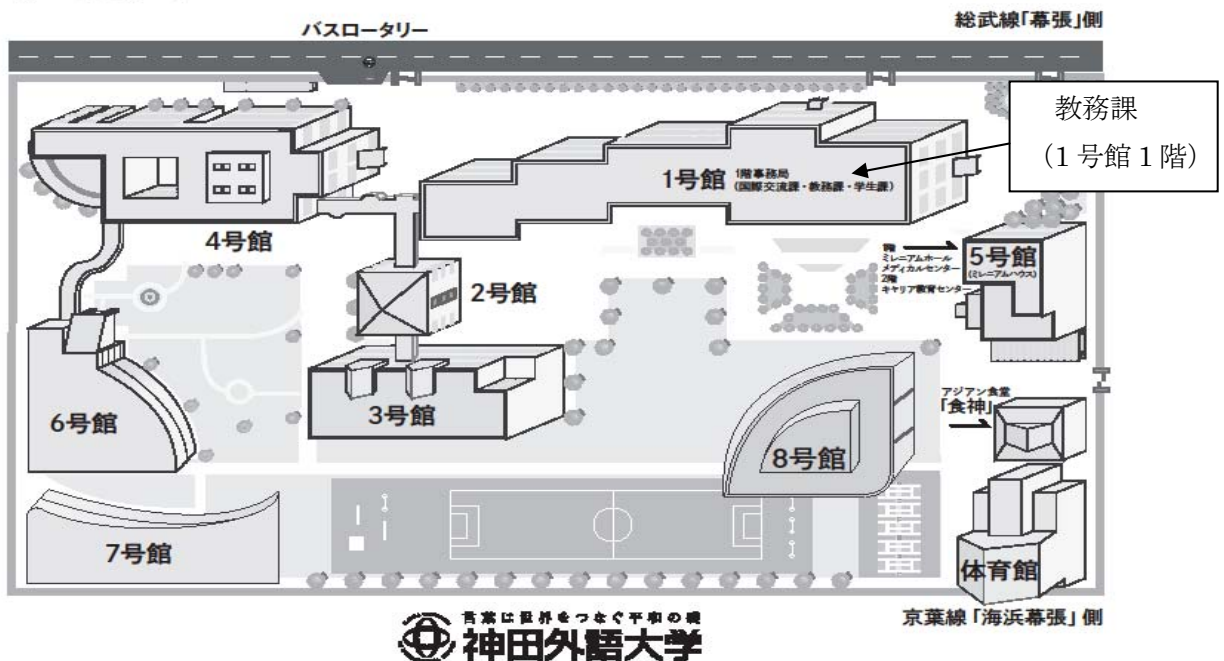 総武線「幕張」側
バスロータリー
教務課
（1号館1階）
1号館
1階事務局
（国際交流課・教務課・学生課）
4号館
2号館
1階
ミレニアムホール
メディカルセンター
2階
キャリア教育センター
5号館
（ミレニアムハウス）
6号館
3号館
アジアン食堂
「食神」
8号館
7号館
体育館
京葉線「海浜幕張」側
言葉は世界をつなぐ平和の礎
神田外語大学